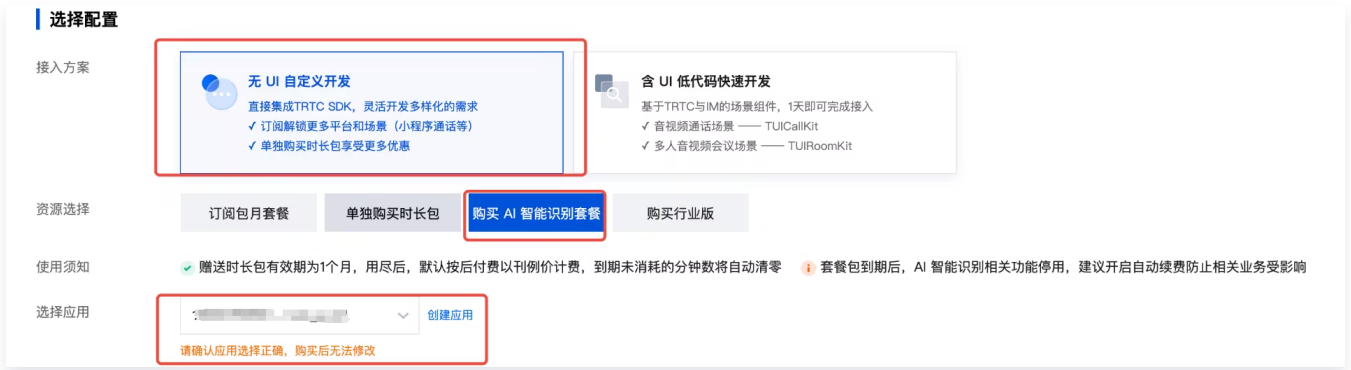 选择配置
接入方案
无 UI 自定义开发
直接集成TRTC SDK，灵活开发多样化的需求
✓ 订阅解锁更多平台和场景（小程序通话等）
✓ 单独购买时长包享受更多优惠
含 UI 低代码快速开发
基于TRTC与IM的场景组件，1天即可完成接入
✓ 音视频通话场景 —— TUICallKit
✓ 多人音视频会议场景 —— TUIRoomKit
资源选择
订阅包月套餐 单独购买时长包 购买 AI 智能识别套餐 购买行业版
使用须知
赠送时长包有效期为1个月，用尽后，默认按后付费以刊例价计费，到期未消耗的分钟数将自动清零
套餐包到期后，AI 智能识别相关功能停用，建议开启自动续费防止相关业务受影响
选择应用
创建应用
请确认应用选择正确，购买后无法修改